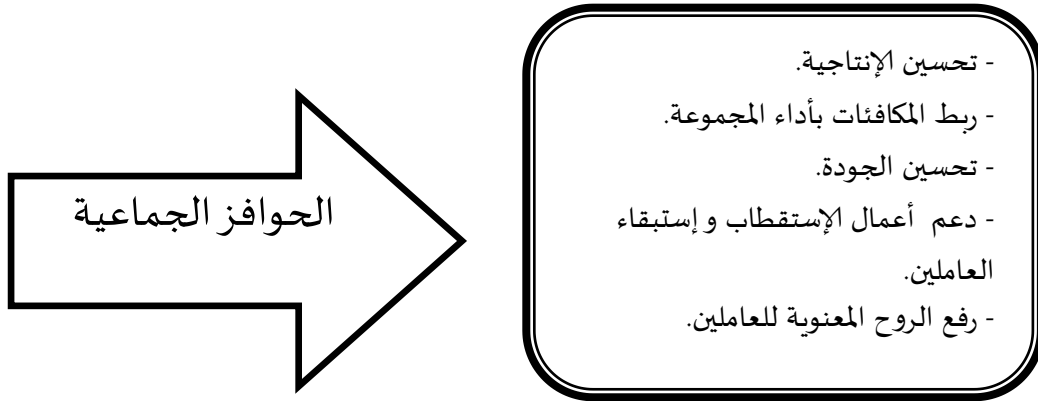 الحوافز الجماعية
- تحسين الإنتاجية.
- ربط المكافئات بأداء المجموعة.
- تحسين الجودة.
- دعم أعمال الإستقطاب و إستبقاء
العاملين.
- رفع الروح المعنوية للعاملين.